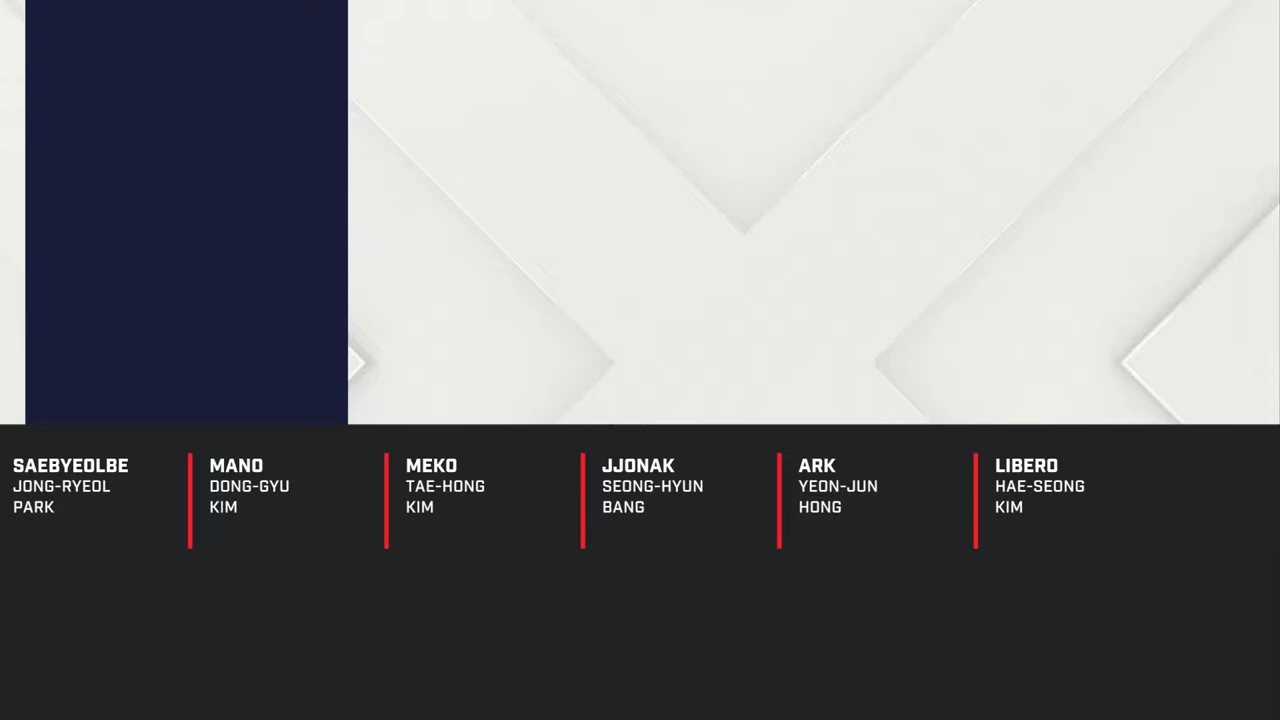 SAEBYEOLBE
JONG-RYEOL
PARK
MANO
DONG-GYU
KIM
MEKO
TAE-HONG
KIM
JJONAK
SEONG-HYUN
BANG
ARK
YEON-JUN
HONG
LIBERO
HAE-SEONG
KIM